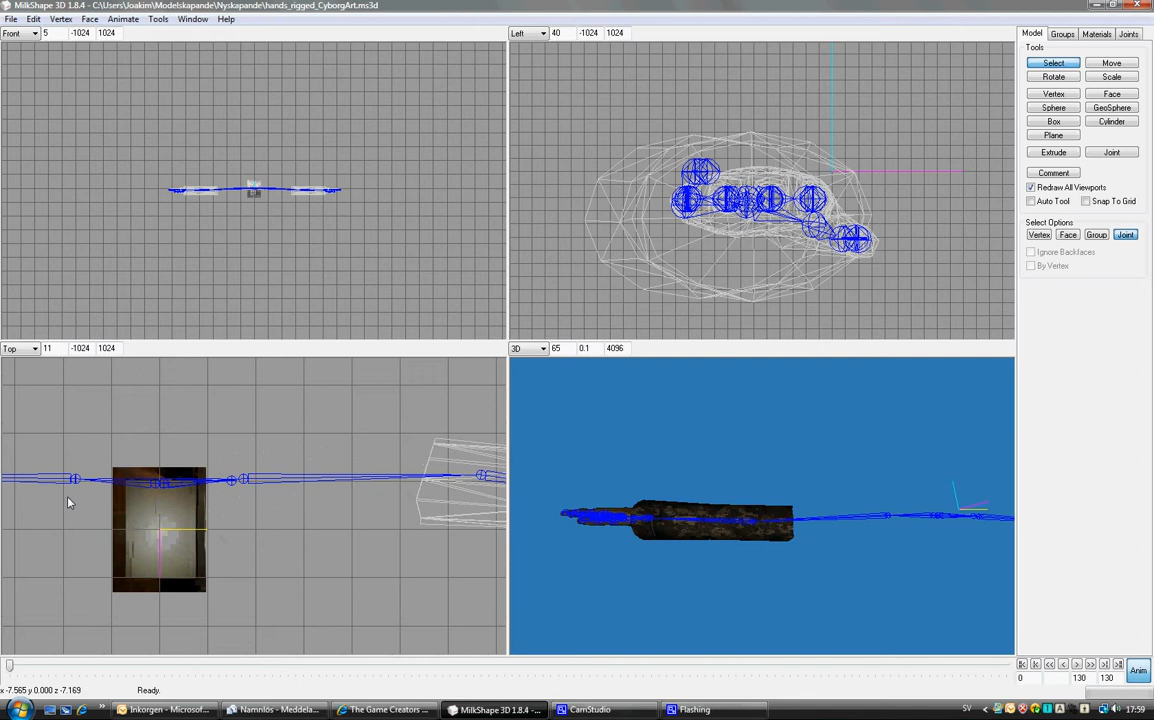 MilkShape 3D 1.8.4 - C:\Users\Joakim\Modelskapande\Nyskapande\hands_rigged_CyborgArt.ms3d
File Edit Vertex Face Animate Tools Window Help
Front 5 -1024 1024 Left 40 -1024 1024
Model Groups Materials Joints
Tools
Select Move
Rotate Scale
Vertex Face
Sphere GeoSphere
Box Cylinder
Plane
Extrude Joint
Comment
Redraw All Viewports
Auto Tool Snap To Grid
Select Options
Vertex Face Group Joint
Ignore Backfaces
By Vertex
Top 11 -1024 1024 3D 65 0.1 4096
0 130 130 Anim
x -7.565 y 0.000 z -7.169 Ready.
Inkorgen - Microsof... Namnlös - Meddela... The Game Creators ... MilkShape 3D 1.8.4 -... CamStudio Flashing SV 17:59